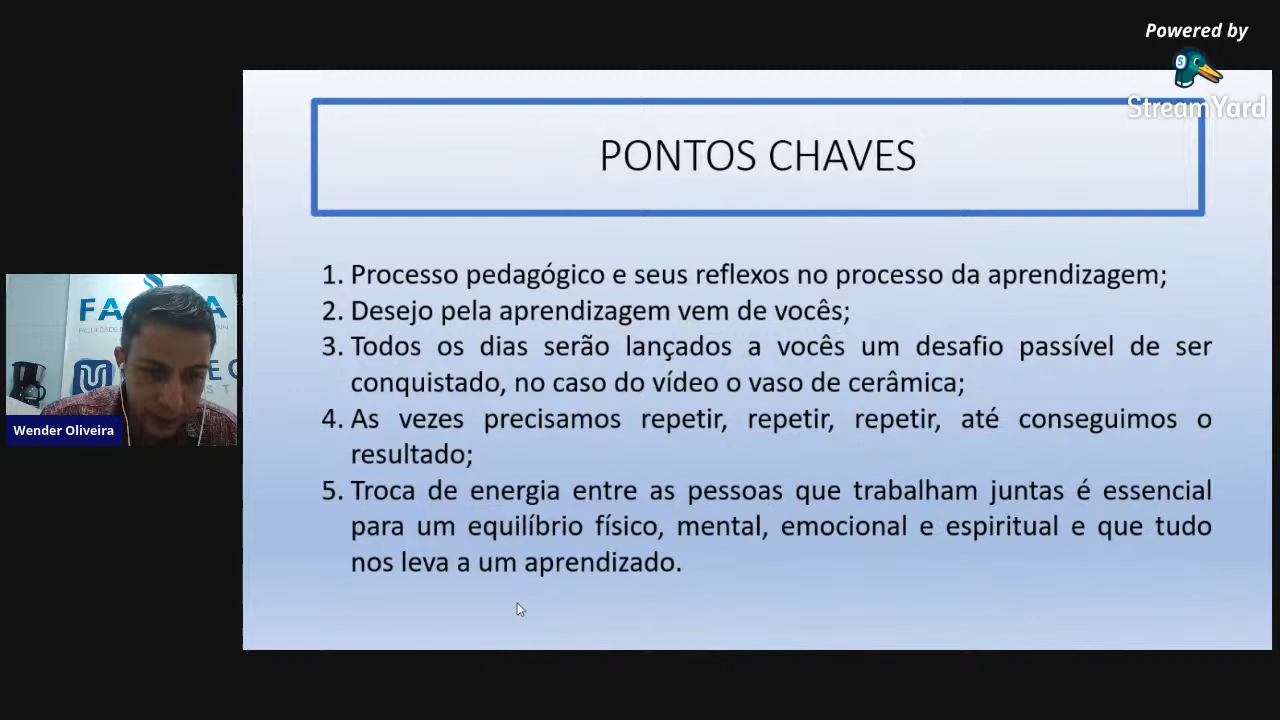 Powered by
StreamYard
PONTOS CHAVES
1. Processo pedagógico e seus reflexos no processo da aprendizagem;
2. Desejo pela aprendizagem vem de vocês;
3. Todos os dias serão lançados a vocês um desafio passível de ser
conquistado, no caso do vídeo o vaso de cerâmica;
4. As vezes precisamos repetir, repetir, repetir, até conseguimos o
resultado;
5. Troca de energia entre as pessoas que trabalham juntas é essencial
para um equilíbrio físico, mental, emocional e espiritual e que tudo
nos leva a um aprendizado.
Wender Oliveira